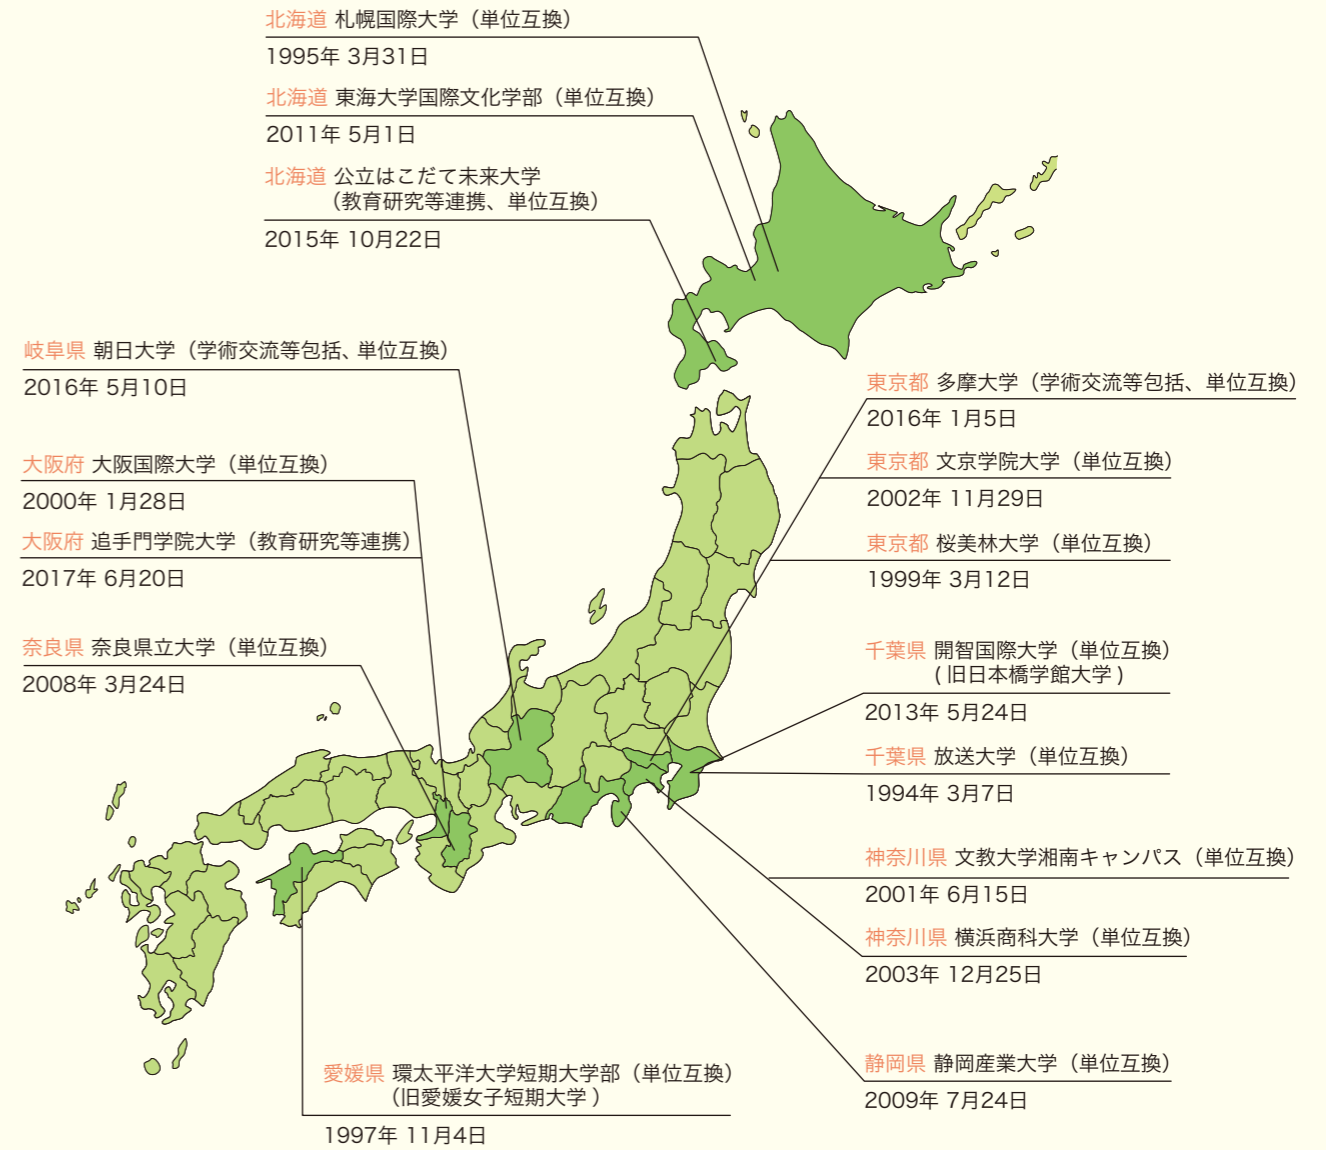 北海道 札幌国際大学（単位互換）
1995年 3月31日
北海道 東海大学国際文化学部（単位互換）
2011年 5月1日
北海道 公立はこだて未来大学
（教育研究等連携、単位互換）
2015年 10月22日
岐阜県 朝日大学（学術交流等包括、単位互換）
2016年 5月10日
大阪府 大阪国際大学（単位互換）
2000年 1月28日
大阪府 追手門学院大学（教育研究等連携）
2017年 6月20日
奈良県 奈良県立大学（単位互換）
2008年 3月24日
東京都 多摩大学（学術交流等包括、単位互換）
2016年 1月5日
東京都 文京学院大学（単位互換）
2002年 11月29日
東京都 桜美林大学（単位互換）
1999年 3月12日
千葉県 開智国際大学（単位互換）
( 旧日本橋学館大学 )
2013年 5月24日
千葉県 放送大学（単位互換）
1994年 3月7日
神奈川県 文教大学湘南キャンパス（単位互換）
2001年 6月15日
神奈川県 横浜商科大学（単位互換）
2003年 12月25日
静岡県 静岡産業大学（単位互換）
2009年 7月24日
愛媛県 環太平洋大学短期大学部（単位互換）
（旧愛媛女子短期大学 ）
1997年 11月4日